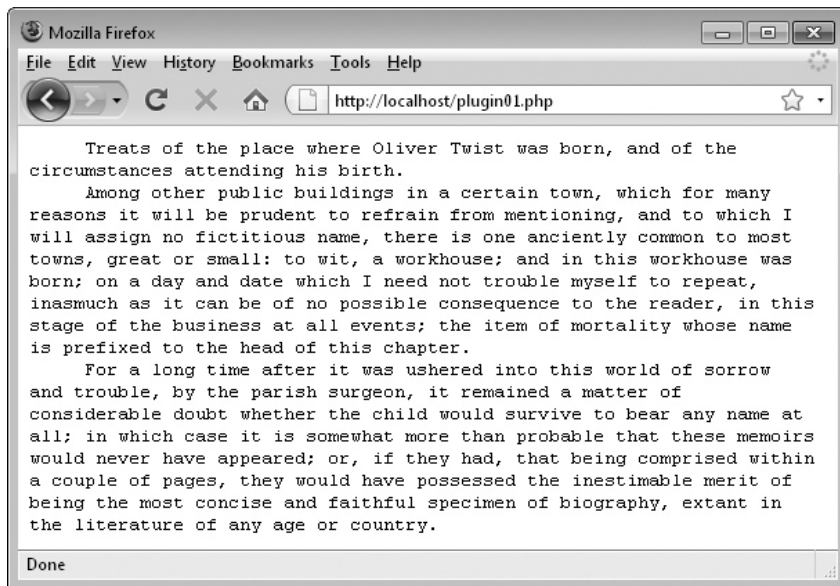 Mozilla Firefox
File Edit View History Bookmarks Tools Help
http://localhost/plugin01.php
Treats of the place where Oliver Twist was born, and of the
circumstances attending his birth.
Among other public buildings in a certain town, which for many
reasons it will be prudent to refrain from mentioning, and to which I
will assign no fictitious name, there is one anciently common to most
towns, great or small: to wit, a workhouse; and in this workhouse was
born; on a day and date which I need not trouble myself to repeat,
inasmuch as it can be of no possible consequence to the reader, in this
stage of the business at all events; the item of mortality whose name
is prefixed to the head of this chapter.
For a long time after it was ushered into this world of sorrow
and trouble, by the parish surgeon, it remained a matter of
considerable doubt whether the child would survive to bear any name at
all; in which case it is somewhat more than probable that these memoirs
would never have appeared; or, if they had, that being comprised within
a couple of pages, they would have possessed the inestimable merit of
being the most concise and faithful specimen of biography, extant in
the literature of any age or country.
Done